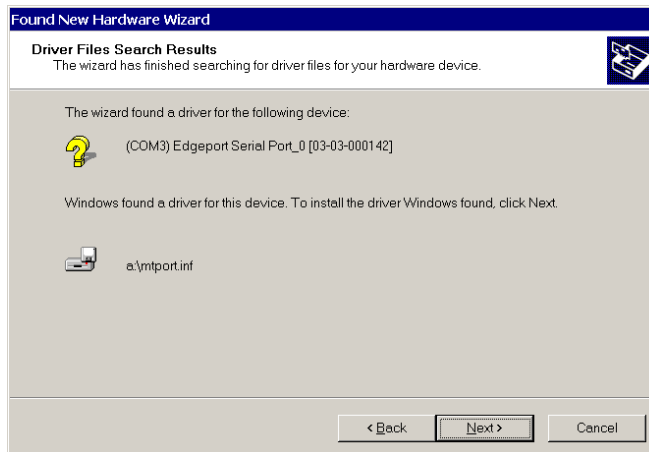 Found New Hardware Wizard
Driver Files Search Results
The wizard has finished searching for driver files for your hardware device.
The wizard found a driver for the following device:
(COM3) Edgeport Serial Port_0 [03-03-000142]
Windows found a driver for this device. To install the driver Windows found, click Next.
a:\mtport.inf
< Back Next > Cancel